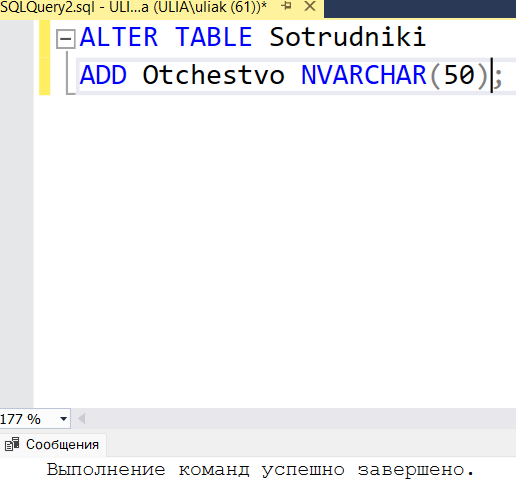 SQLQuery2.sql - ULI...a (ULIA\uliak (61))*
ALTER TABLE Sotrudniki
ADD Otchestvo NVARCHAR(50);
177 %
Сообщения
Выполнение команд успешно завершено.